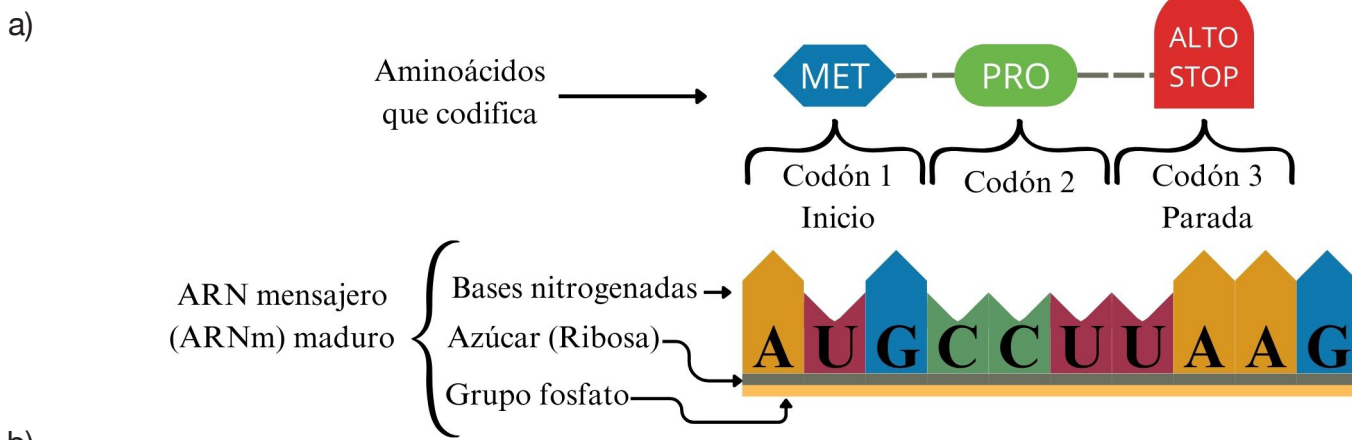 a)
Aminoácidos
que codifica
MET
PRO
ALTO
STOP
Codón 1
Inicio
Codón 2
Codón 3
Parada
ARN mensajero
(ARNm) maduro
Bases nitrogenadas
Azúcar (Ribosa)
Grupo fosfato
A U G C C U U A A G